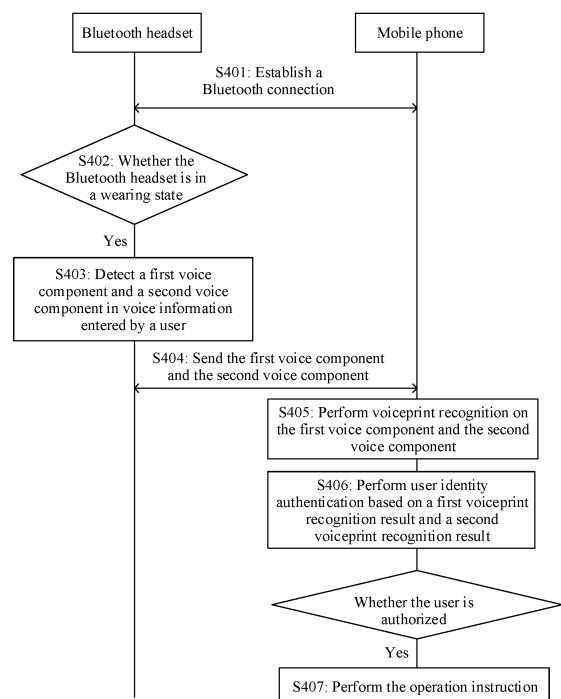 Bluetooth headset
Mobile phone
S401: Establish a
Bluetooth connection
S402: Whether the
Bluetooth headset is in
a wearing state
Yes
S403: Detect a first voice
component and a second voice
component in voice information
entered by a user
S404: Send the first voice component
and the second voice component
S405: Perform voiceprint recognition on
the first voice component and the second
voice component
S406: Perform user identity
authentication based on a first voiceprint
recognition result and a second
voiceprint recognition result
Whether the user is
authorized
Yes
S407: Perform the operation instruction